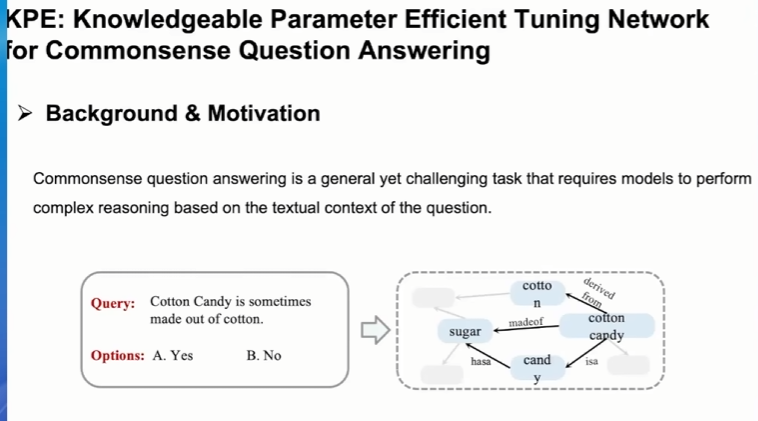 KPE: Knowledgeable Parameter Efficient Tuning Network
for Commonsense Question Answering
➤ Background & Motivation
Commonsense question answering is a general yet challenging task that requires models to perform
complex reasoning based on the textual context of the question.
Query: Cotton Candy is sometimes
made out of cotton.
Options: A. Yes B. No
cotto
n
derived
from
cotton
candy
madeof
sugar
hasa
cand
y
isa